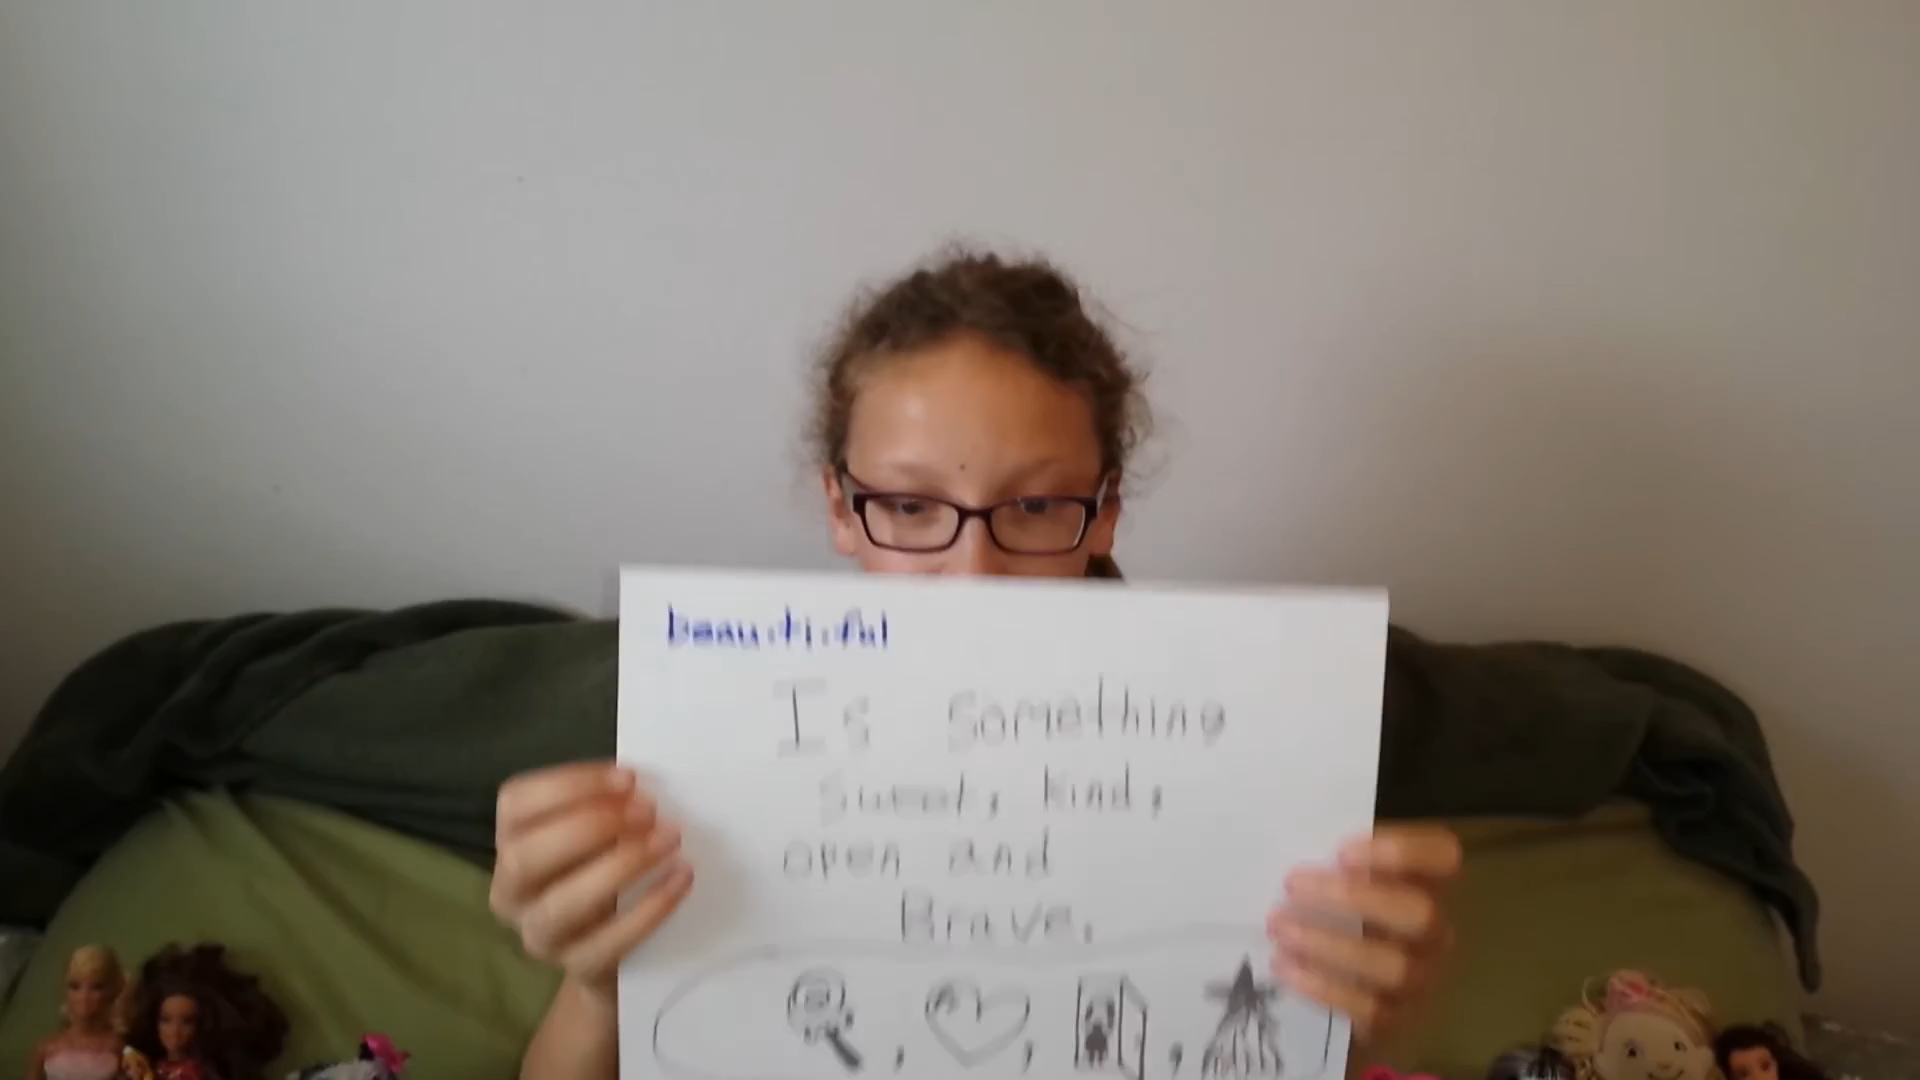 beautiful
Is something
sweet, kind,
open and
Brave.